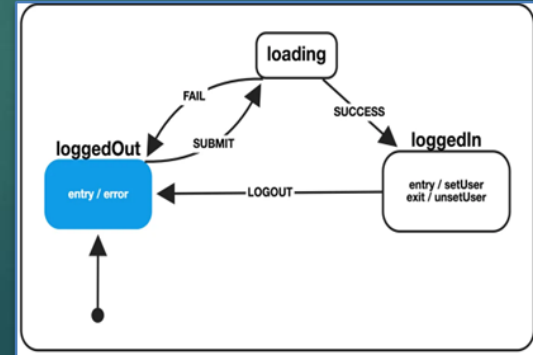 loading
FAIL
SUCCESS
loggedOut
SUBMIT
loggedIn
entry / error
LOGOUT
entry / setUser
exit / unsetUser